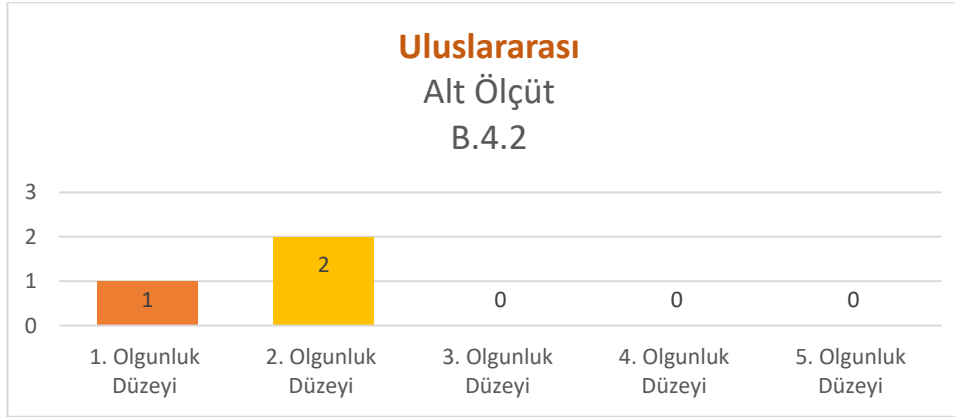 Uluslararası
Alt Ölçüt
B.4.2
3
2
1
0
1
2
0
0
0
1. Olgunluk Düzeyi
2. Olgunluk Düzeyi
3. Olgunluk Düzeyi
4. Olgunluk Düzeyi
5. Olgunluk Düzeyi